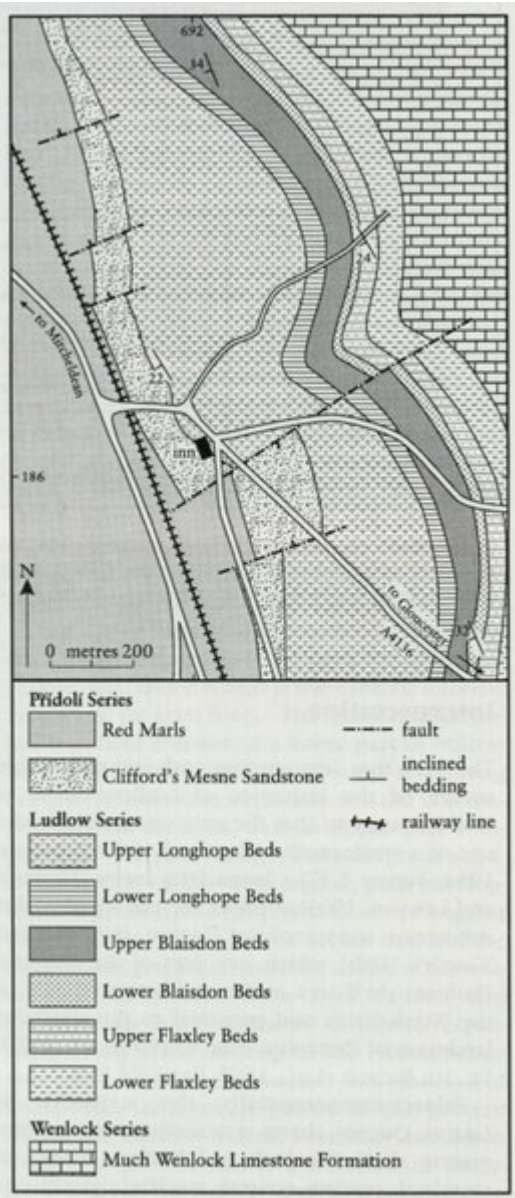 692
34
24
to Mitcheldean
22
inn
186
N
0 metres 200
to Gloucester
A4136
32
Přídolí Series
Red Marls
Clifford's Mesne Sandstone
Ludlow Series
Upper Longhope Beds
Lower Longhope Beds
Upper Blaisdon Beds
Lower Blaisdon Beds
Upper Flaxley Beds
Lower Flaxley Beds
Wenlock Series
Much Wenlock Limestone Formation
fault
inclined
bedding
railway line